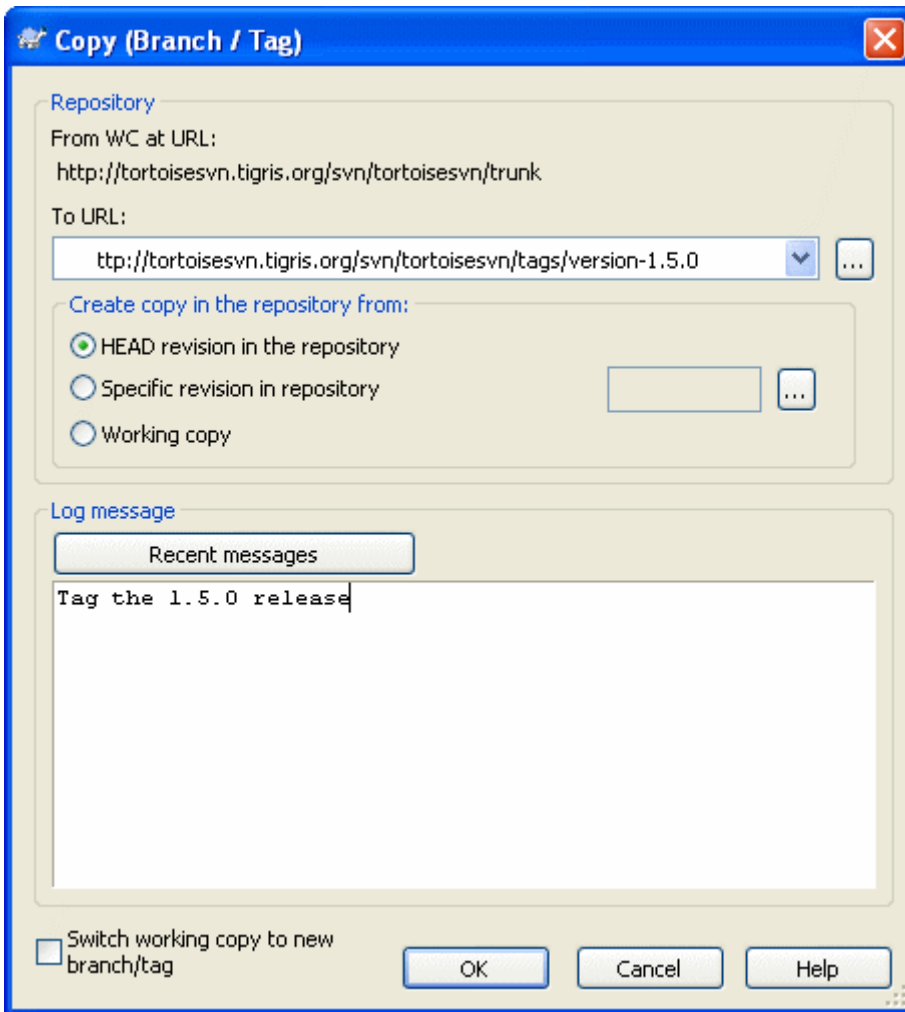 Copy (Branch / Tag)
Repository
From WC at URL:
http://tortoisesvn.tigris.org/svn/tortoisesvn/trunk
To URL:
ttp://tortoisesvn.tigris.org/svn/tortoisesvn/tags/version-1.5.0
...
Create copy in the repository from:
HEAD revision in the repository
Specific revision in repository
...
Working copy
Log message
Recent messages
Tag the 1.5.0 release
Switch working copy to new
branch/tag
OK
Cancel
Help